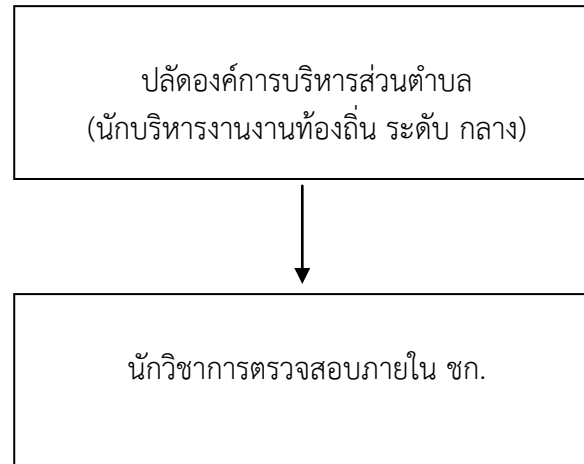 ปลัดองค์การบริหารส่วนตำบล
(นักบริหารงานงานท้องถิ่น ระดับ กลาง)
นักวิชาการตรวจสอบภายใน ชก.